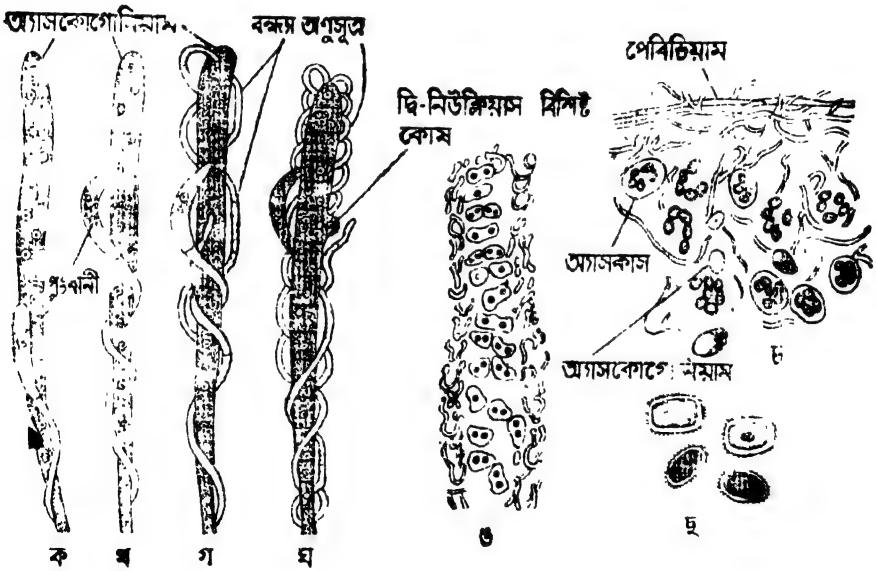 অ্যাসকোগোনিয়াম
বন্ধ্যা অণুসূত্র
পেরিডিয়াম
দ্বি-নিউক্লিয়াস বিশিষ্ট
কোষ
অ্যাসকাস
পুংধানী
চ
অ্যাসকোগোনিয়াম
ক
খ
গ
ঘ
ঙ
ছ